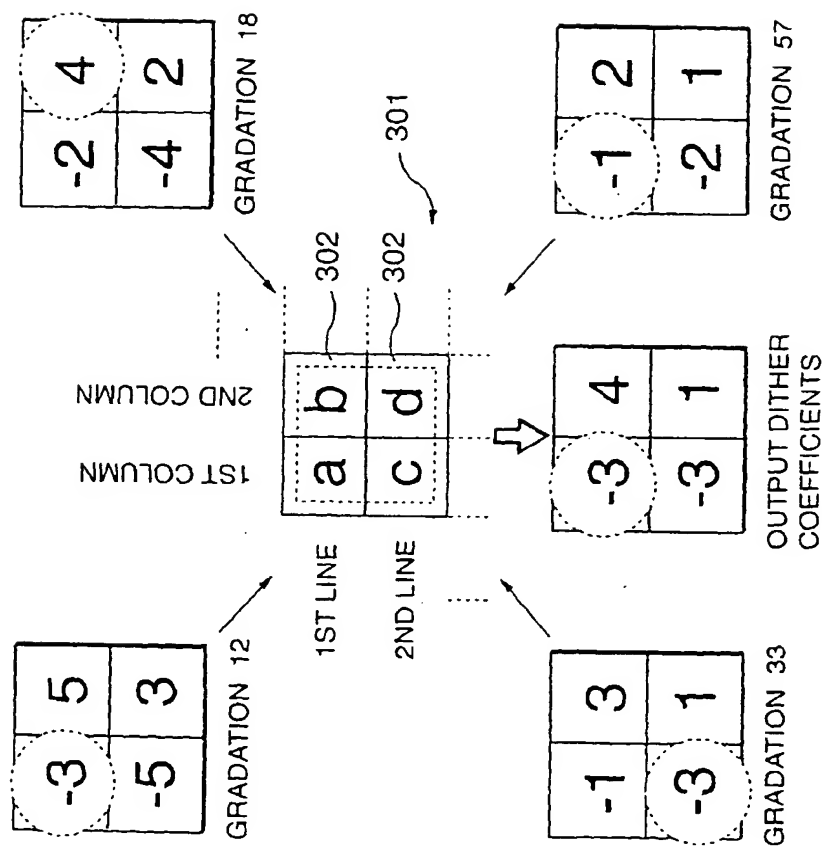 -3 5
-5 3
GRADATION 12
-2 4
-4 2
GRADATION 18
1ST COLUMN
2ND COLUMN
1ST LINE
2ND LINE
a b
c d
302
302
301
-1 3
-3 1
GRADATION 33
-3 4
-3 1
OUTPUT DITHER
COEFFICIENTS
-1 2
-2 1
GRADATION 57